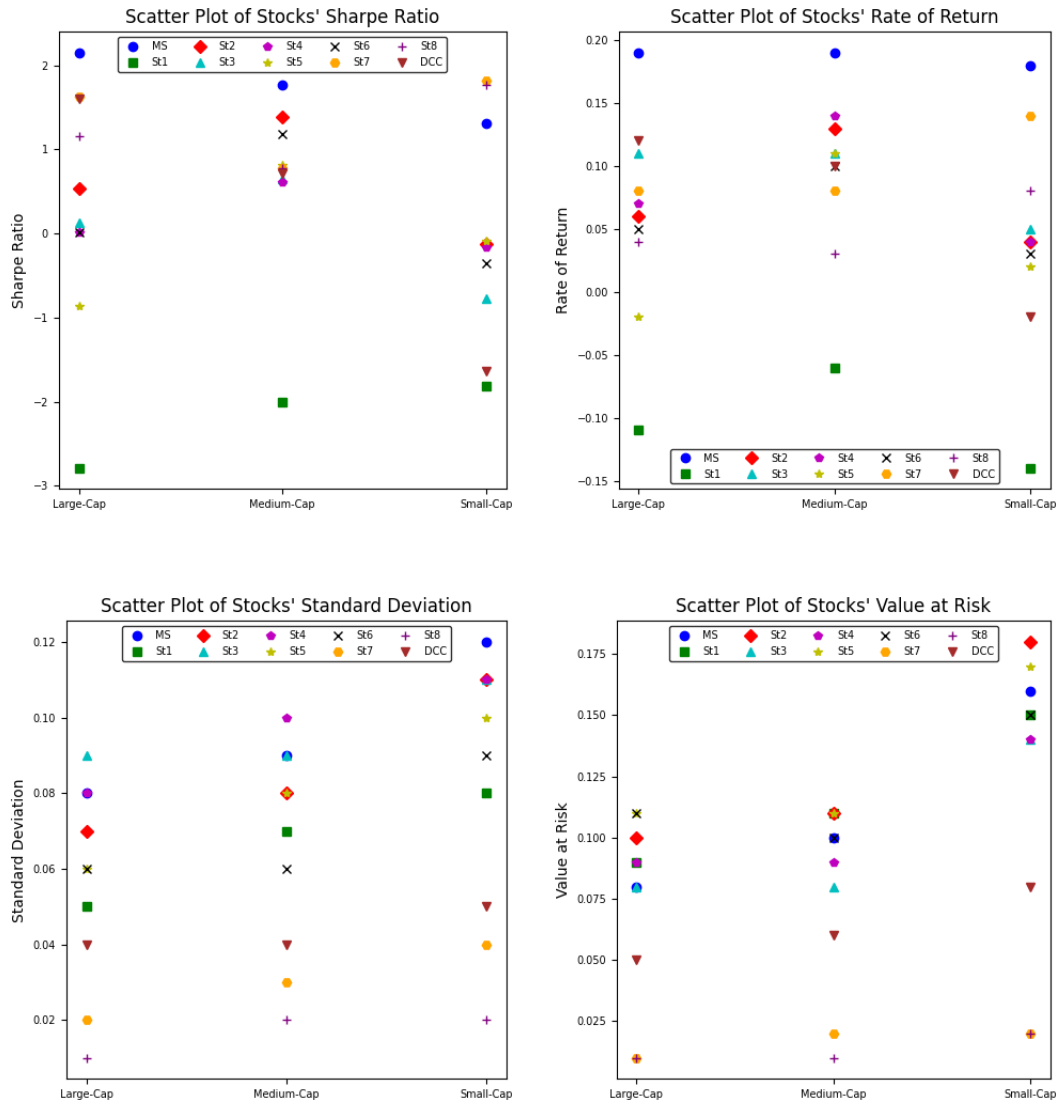 Scatter Plot of Stocks' Sharpe Ratio
MS St2 St4 St6 St8
St1 St3 St5 St7 DCC
2
1
0
−1
−2
−3
Sharpe Ratio
Large-Cap Medium-Cap Small-Cap
Scatter Plot of Stocks' Rate of Return
0.20
0.15
0.10
0.05
0.00
−0.05
−0.10
−0.15
Rate of Return
MS St2 St4 St6 St8
St1 St3 St5 St7 DCC
Large-Cap Medium-Cap Small-Cap
Scatter Plot of Stocks' Standard Deviation
MS St2 St4 St6 St8
St1 St3 St5 St7 DCC
0.12
0.10
0.08
0.06
0.04
0.02
Standard Deviation
Large-Cap Medium-Cap Small-Cap
Scatter Plot of Stocks' Value at Risk
MS St2 St4 St6 St8
St1 St3 St5 St7 DCC
0.175
0.150
0.125
0.100
0.075
0.050
0.025
Value at Risk
Large-Cap Medium-Cap Small-Cap